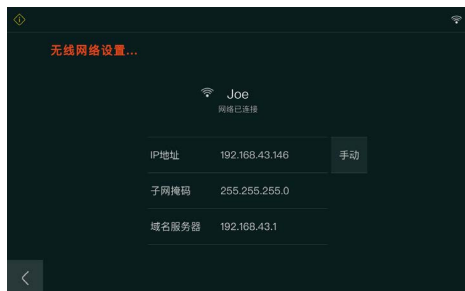 无线网络设置...
Joe
网络已连接
IP地址 192.168.43.146 手动
子网掩码 255.255.255.0
域名服务器 192.168.43.1